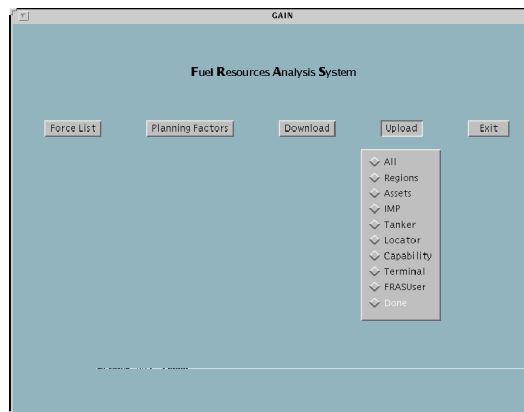 GAIN
Fuel Resources Analysis System
Force List Planning Factors Download Upload Exit
All
Regions
Assets
IMP
Tanker
Locator
Capability
Terminal
FRASUser
Done